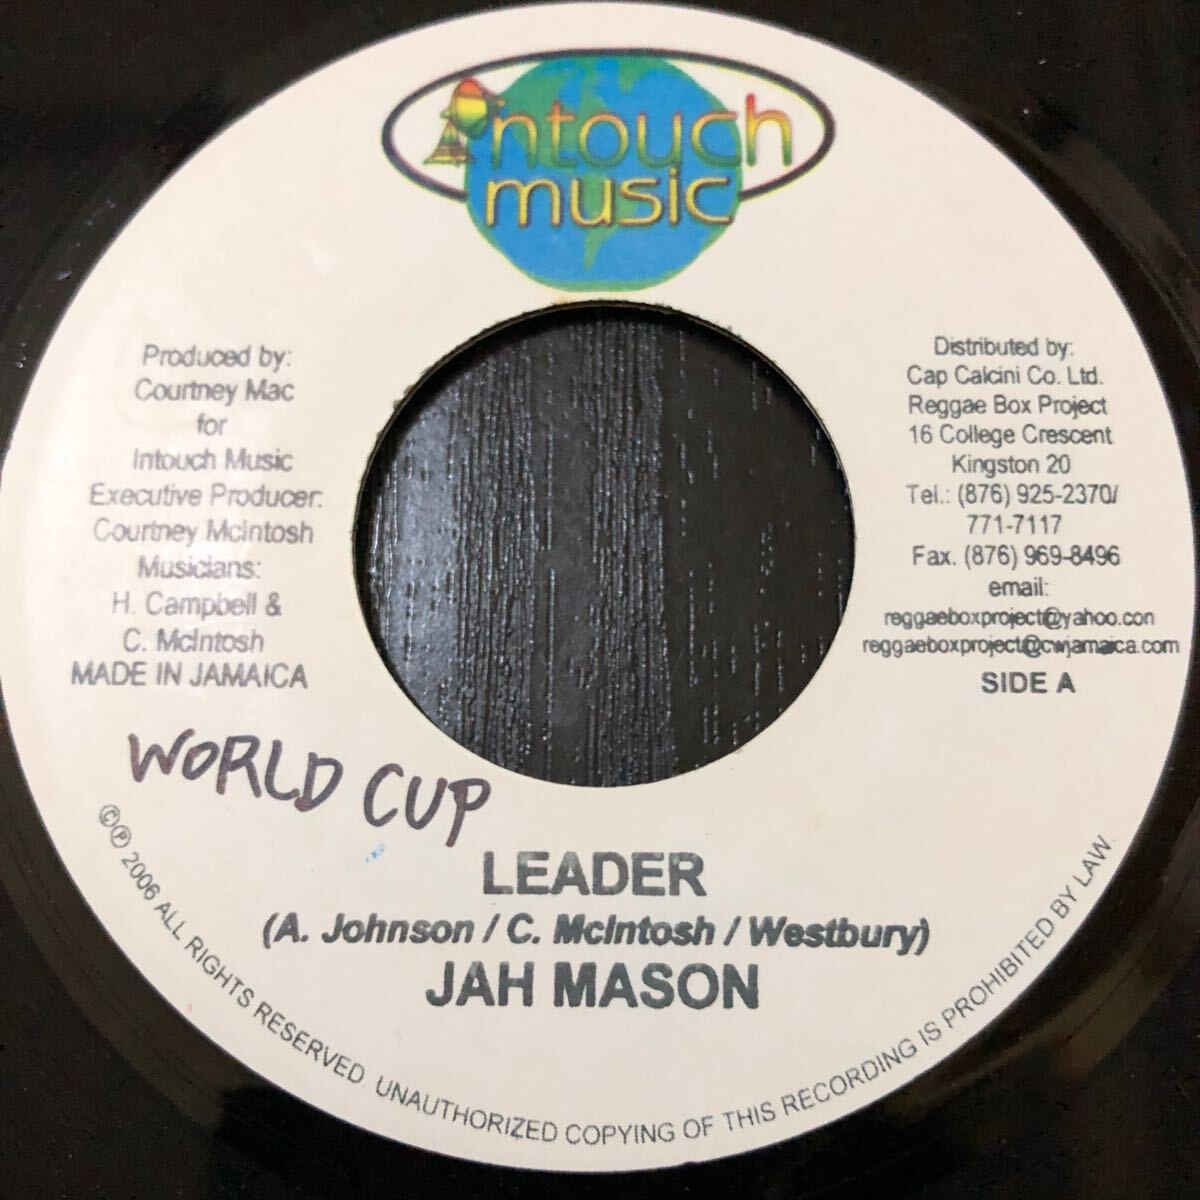 Intouch
music
Produced by:
Courtney Mac
for
Intouch Music
Executive Producer:
Courtney McIntosh
Musicians:
H. Campbell &
C. McIntosh
MADE IN JAMAICA
Distributed by:
Cap Calcini Co. Ltd.
Reggae Box Project
16 College Crescent
Kingston 20
Tel.: (876) 925-2370/
771-7117
Fax. (876) 969-8496
email:
reggaeboxproject@yahoo.con
reggaeboxproject@cwjamaica.com
SIDE A
WORLD CUP
LEADER
(A. Johnson / C. McIntosh / Westbury)
JAH MASON
©℗ 2006 ALL RIGHTS RESERVED. UNAUTHORIZED COPYING OF THIS RECORDING IS PROHIBITED BY LAW.